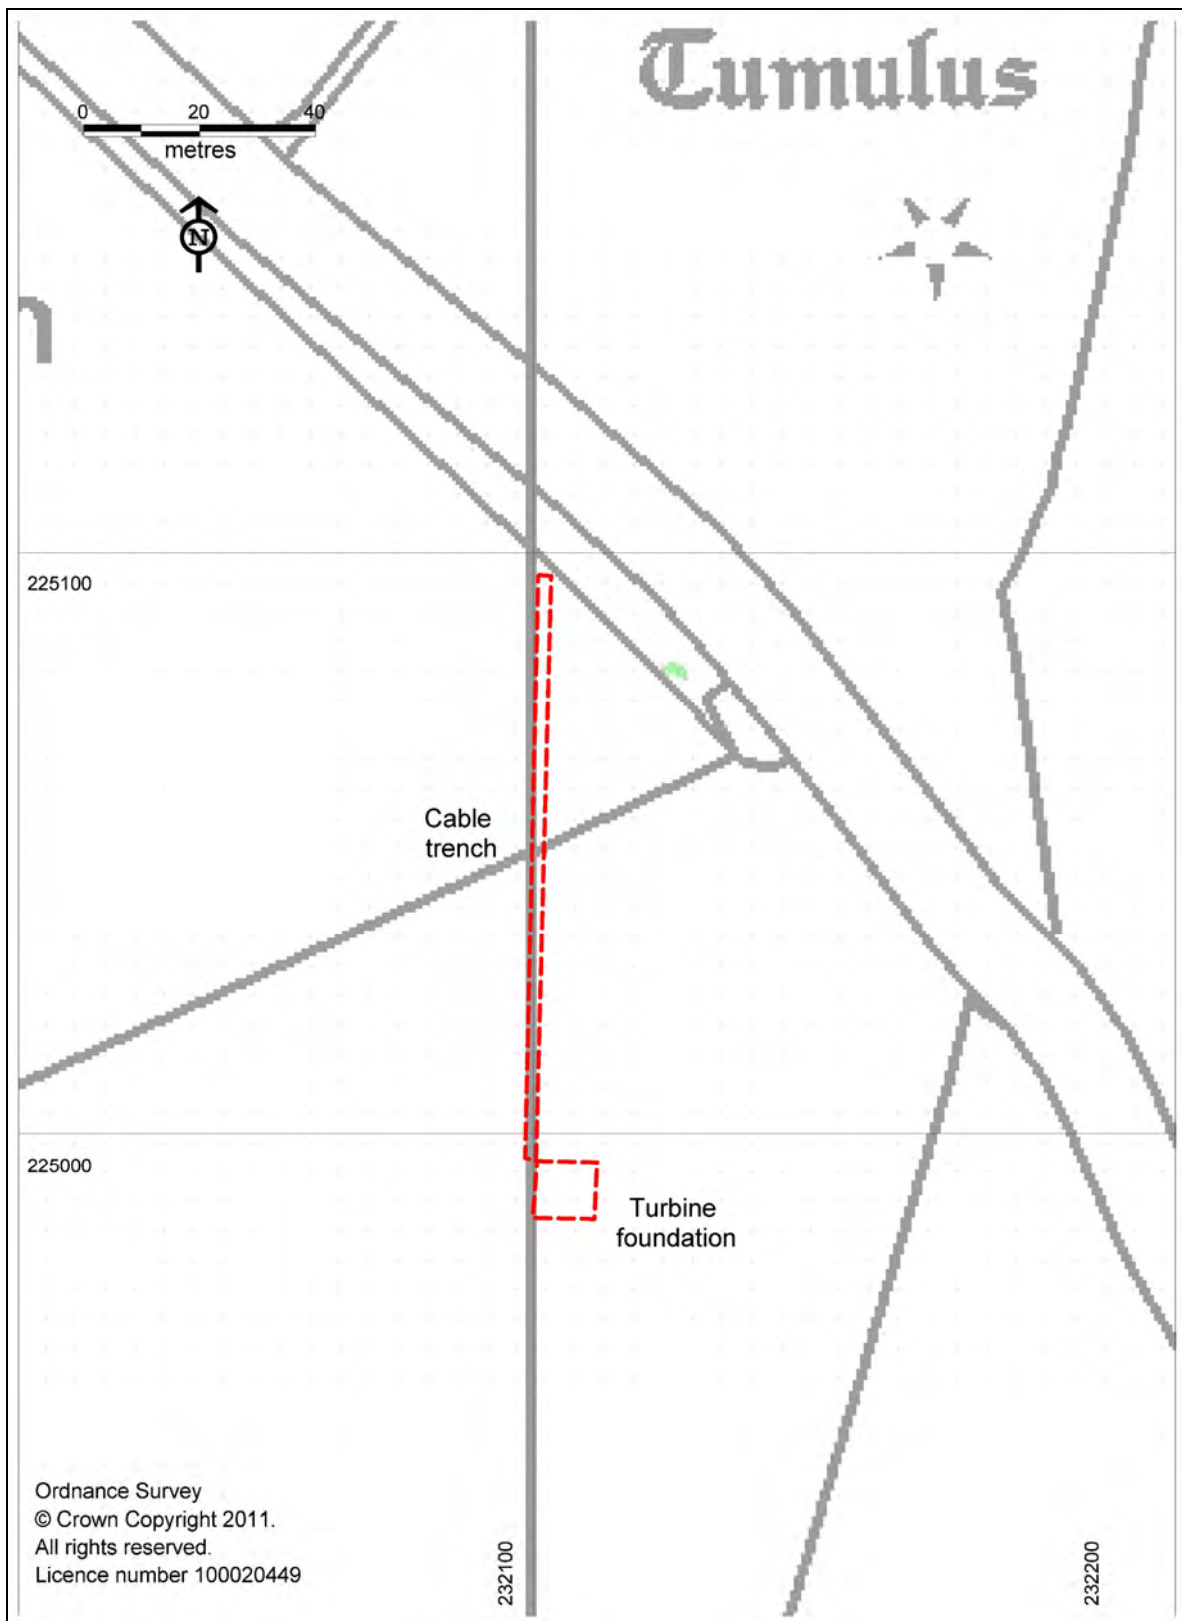 Tumulus
0 20 40
metres
N
225100
Cable
trench
225000
Turbine
foundation
Ordnance Survey
© Crown Copyright 2011.
All rights reserved.
Licence number 100020449
232100
232200